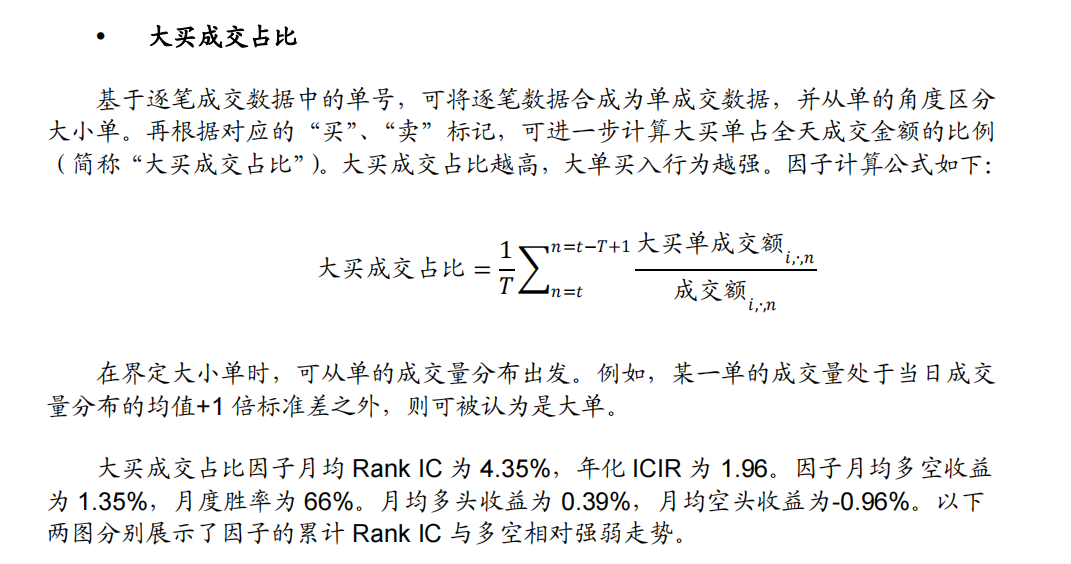 • 大买成交占比
基于逐笔成交数据中的单号，可将逐笔数据合成为单成交数据，并从单的角度区分
大小单。再根据对应的“买”、“卖”标记，可进一步计算大买单占全天成交金额的比例
（简称“大买成交占比”）。大买成交占比越高，大单买入行为越强。因子计算公式如下：
大买成交占比 = \frac{1}{T} \sum_{n=t}^{n=t-T+1} \frac{大买单成交额_{i,·,n}}{成交额_{i,·,n}}
在界定大小单时，可从单的成交量分布出发。例如，某一单的成交量处于当日成交
量分布的均值+1 倍标准差之外，则可被认为是大单。
大买成交占比因子月均 Rank IC 为 4.35%，年化 ICIR 为 1.96。因子月均多空收益
为 1.35%，月度胜率为 66%。月均多头收益为 0.39%，月均空头收益为-0.96%。以下
两图分别展示了因子的累计 Rank IC 与多空相对强弱走势。